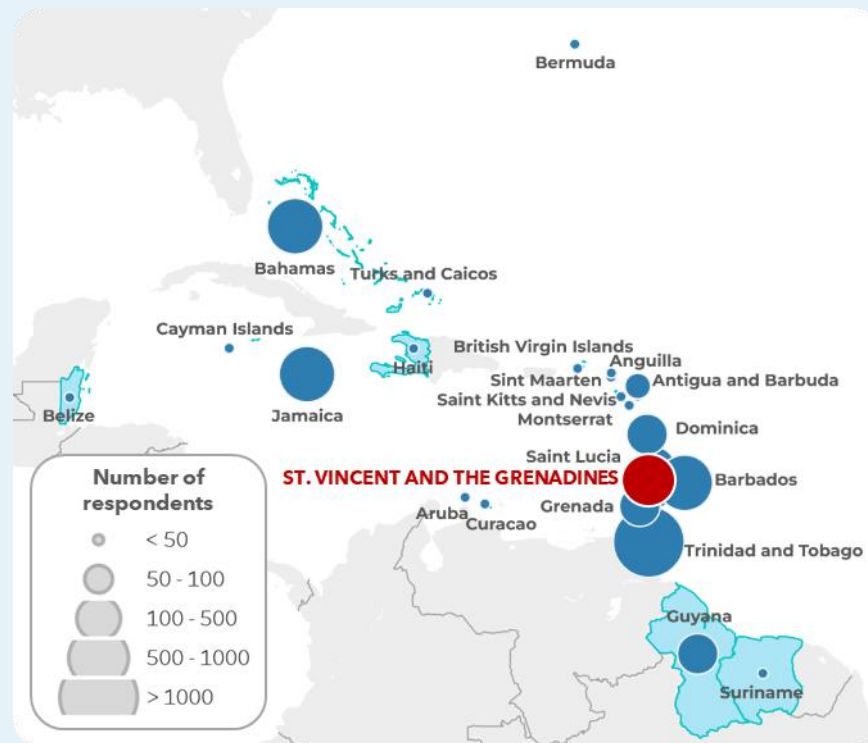 Bermuda
Bahamas
Turks and Caicos
Cayman Islands
Haiti
British Virgin Islands
Anguilla
Sint Maarten
Antigua and Barbuda
Saint Kitts and Nevis
Montserrat
Belize
Jamaica
Dominica
Saint Lucia
ST. VINCENT AND THE GRENADINES
Barbados
Grenada
Aruba
Curacao
Trinidad and Tobago
Guyana
Suriname
Number of
respondents
< 50
50 - 100
100 - 500
500 - 1000
> 1000